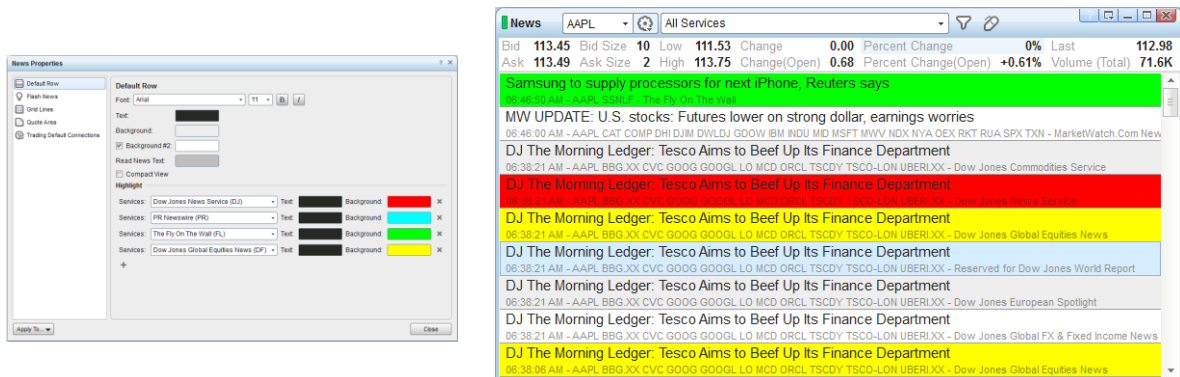 News Properties
? ×
Default Row
Flash News
Grid Lines
Quote Area
Trading Default Connections
Default Row
Font: Arial 11 B I
Text:
Background:
Background #2:
Read News Text:
Compact View
Highlight
Services: Dow Jones News Service (DJ) Text: Background: ×
Services: PR Newswire (PR) Text: Background: ×
Services: The Fly On The Wall (FL) Text: Background: ×
Services: Dow Jones Global Equities News (DF) Text: Background: ×
+
Apply To...
Close
News AAPL All Services
Bid 113.45 Bid Size 10 Low 111.53 Change 0.00 Percent Change 0% Last 112.98
Ask 113.49 Ask Size 2 High 113.75 Change(Open) 0.68 Percent Change(Open) +0.61% Volume (Total) 71.6K
Samsung to supply processors for next iPhone, Reuters says
06:46:50 AM - AAPL SSNLF - The Fly On The Wall
MW UPDATE: U.S. stocks: Futures lower on strong dollar, earnings worries
06:46:00 AM - AAPL CAT COMP DHI DJIM DWLDJ GDOW IBM INDU MID MSFT MWV NDX NYA OEX RKT RUA SPX TXN - MarketWatch.Com New
DJ The Morning Ledger: Tesco Aims to Beef Up Its Finance Department
06:38:21 AM - AAPL BBG.XX CVC GOOG GOOGL LO MCD ORCL TSCDY TSCO-LON UBERI.XX - Dow Jones Commodities Service
DJ The Morning Ledger: Tesco Aims to Beef Up Its Finance Department
06:38:21 AM - AAPL BBG.XX CVC GOOG GOOGL LO MCD ORCL TSCDY TSCO-LON UBERI.XX - Dow Jones News Service
DJ The Morning Ledger: Tesco Aims to Beef Up Its Finance Department
06:38:21 AM - AAPL BBG.XX CVC GOOG GOOGL LO MCD ORCL TSCDY TSCO-LON UBERI.XX - Dow Jones Global Equities News
DJ The Morning Ledger: Tesco Aims to Beef Up Its Finance Department
06:38:21 AM - AAPL BBG.XX CVC GOOG GOOGL LO MCD ORCL TSCDY TSCO-LON UBERI.XX - Reserved for Dow Jones World Report
DJ The Morning Ledger: Tesco Aims to Beef Up Its Finance Department
06:38:21 AM - AAPL BBG.XX CVC GOOG GOOGL LO MCD ORCL TSCDY TSCO-LON UBERI.XX - Dow Jones European Spotlight
DJ The Morning Ledger: Tesco Aims to Beef Up Its Finance Department
06:38:21 AM - AAPL BBG.XX CVC GOOG GOOGL LO MCD ORCL TSCDY TSCO-LON UBERI.XX - Dow Jones Global FX & Fixed Income News
DJ The Morning Ledger: Tesco Aims to Beef Up Its Finance Department
06:38:06 AM - AAPL BBG.XX CVC GOOG GOOGL LO MCD ORCL TSCDY TSCO-LON UBERI.XX - Dow Jones Global Equities News